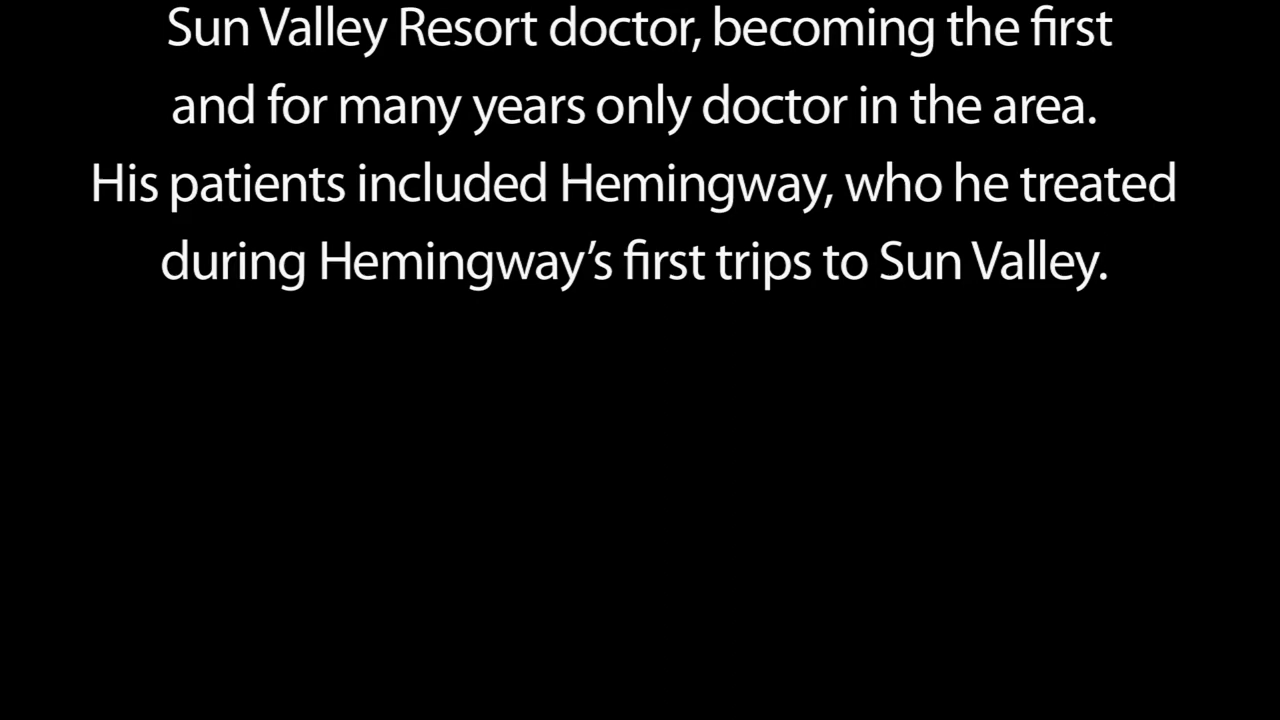 Sun Valley Resort doctor, becoming the first
and for many years only doctor in the area.
His patients included Hemingway, who he treated
during Hemingway’s first trips to Sun Valley.